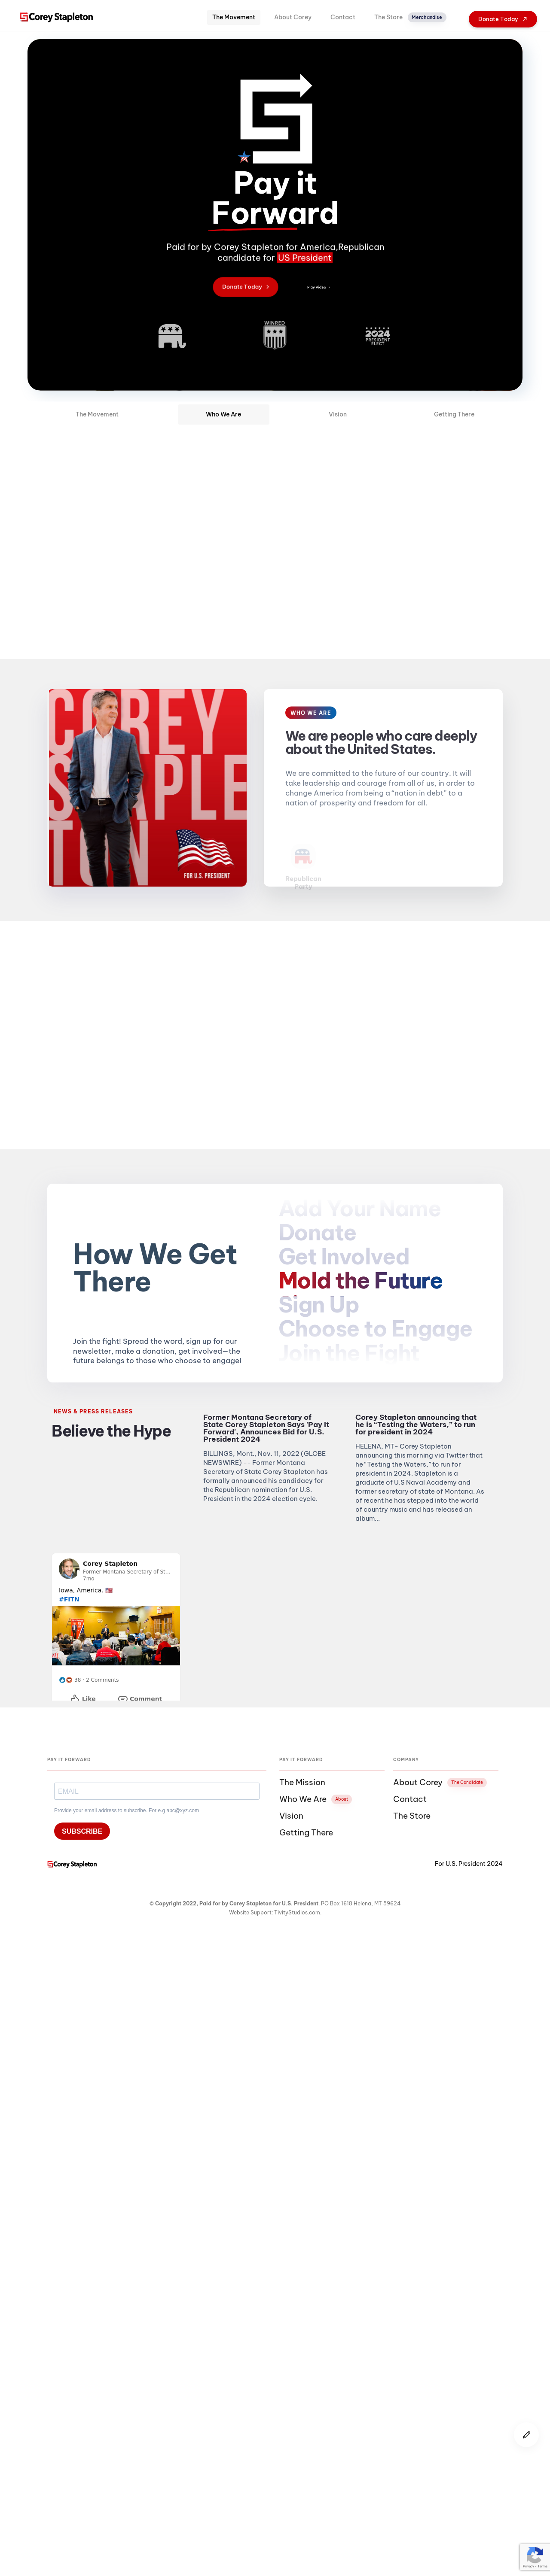 Corey Stapleton
The Movement
About Corey
Contact
The Store
Merchandise
Donate Today
Pay it
Forward
Paid for by Corey Stapleton for America,Republican
candidate for US President
Donate Today
Play Video
WINRED
2024
PRESIDENT
ELECT
The Movement
Who We Are
Vision
Getting There
COREY
STAPLE
TON
FOR U.S. PRESIDENT
WHO WE ARE
We are people who care deeply
about the United States.
We are committed to the future of our country. It will
take leadership and courage from all of us, in order to
change America from being a “nation in debt” to a
nation of prosperity and freedom for all.
Republican
Party
How We Get
There
Join the fight! Spread the word, sign up for our
newsletter, make a donation, get involved—the
future belongs to those who choose to engage!
Add Your Name
Donate
Get Involved
Mold the Future
Sign Up
Choose to Engage
Join the Fight
NEWS & PRESS RELEASES
Believe the Hype
Former Montana Secretary of
State Corey Stapleton Says 'Pay It
Forward', Announces Bid for U.S.
President 2024
BILLINGS, Mont., Nov. 11, 2022 (GLOBE
NEWSWIRE) -- Former Montana
Secretary of State Corey Stapleton has
formally announced his candidacy for
the Republican nomination for U.S.
President in the 2024 election cycle.
Corey Stapleton announcing that
he is “Testing the Waters,” to run
for president in 2024
HELENA, MT– Corey Stapleton
announcing this morning via Twitter that
he “Testing the Waters,” to run for
president in 2024. Stapleton is a
graduate of U.S Naval Academy and
former secretary of state of Montana. As
of recent he has stepped into the world
of country music and has released an
album...
Corey Stapleton
Former Montana Secretary of St...
7mo
Iowa, America. 🇺🇸
#FITN
38 · 2 Comments
Like
Comment
PAY IT FORWARD
EMAIL
Provide your email address to subscribe. For e.g abc@xyz.com
SUBSCRIBE
PAY IT FORWARD
The Mission
Who We Are
About
Vision
Getting There
COMPANY
About Corey
The Candidate
Contact
The Store
Corey Stapleton
For U.S. President 2024
© Copyright 2022, Paid for by Corey Stapleton for U.S. President. PO Box 1618 Helena, MT 59624
Website Support: TivityStudios.com.
Privacy - Terms